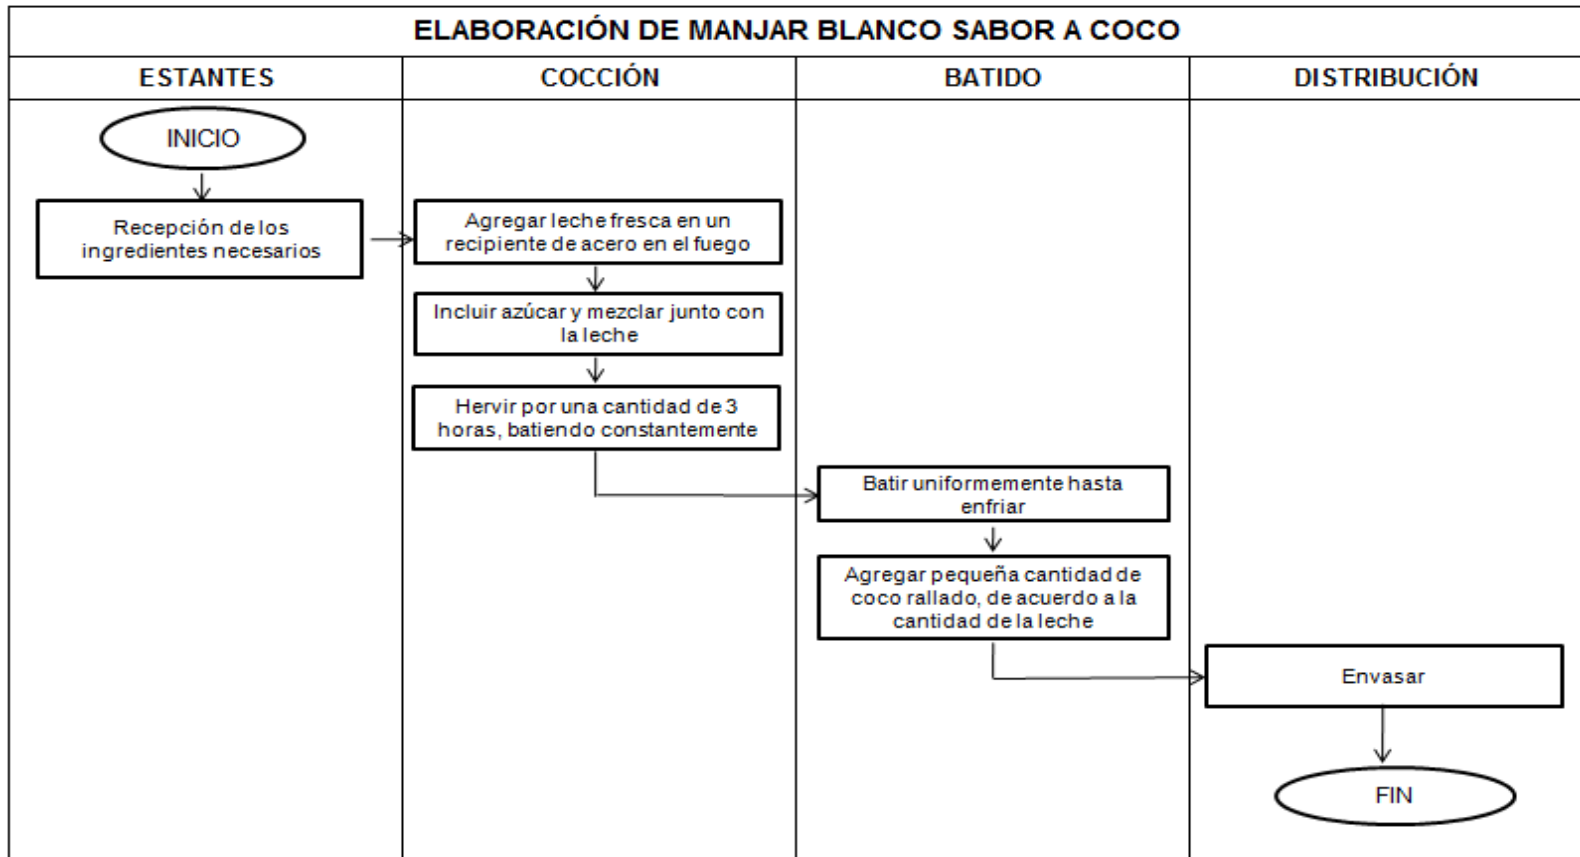 ELABORACIÓN DE MANJAR BLANCO SABOR A COCO
ESTANTES
COCCIÓN
BATIDO
DISTRIBUCIÓN
INICIO
Recepción de los
ingredientes necesarios
Agregar leche fresca en un
recipiente de acero en el fuego
Incluir azúcar y mezclar junto con
la leche
Hervir por una cantidad de 3
horas, batiendo constantemente
Batir uniformemente hasta
enfriar
Agregar pequeña cantidad de
coco rallado, de acuerdo a la
cantidad de la leche
Envasar
FIN